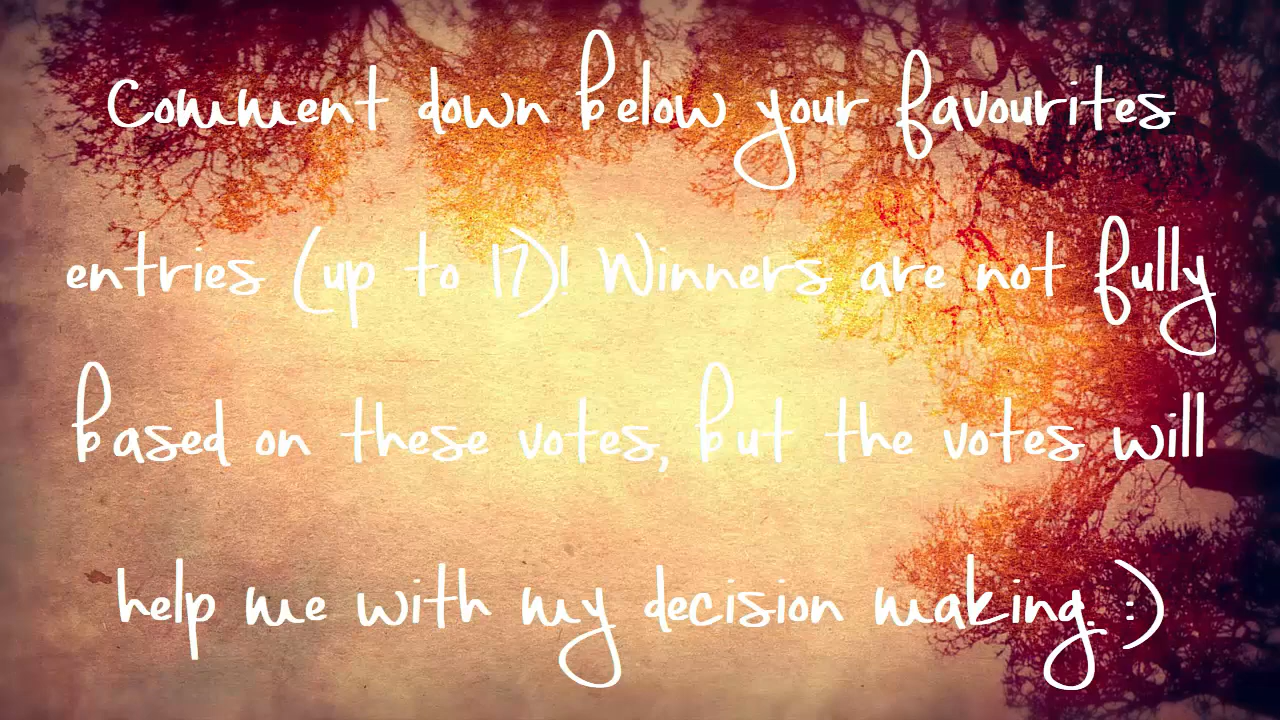 Comment down below your favourites
entries (up to 17)! Winners are not fully
based on these votes, but the votes will
help me with my decision making. :)